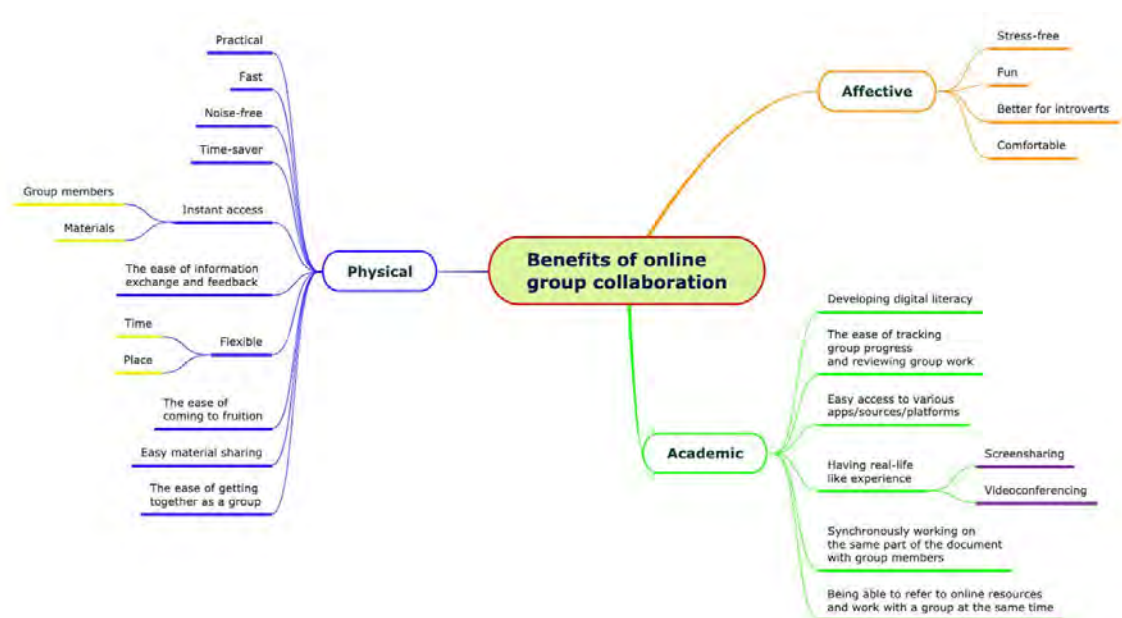 Benefits of online
group collaboration
Physical
Practical
Fast
Noise-free
Time-saver
Instant access
Group members
Materials
The ease of information
exchange and feedback
Flexible
Time
Place
The ease of
coming to fruition
Easy material sharing
The ease of getting
together as a group
Affective
Stress-free
Fun
Better for introverts
Comfortable
Academic
Developing digital literacy
The ease of tracking
group progress
and reviewing group work
Easy access to various
apps/sources/platforms
Having real-life
like experience
Screensharing
Videoconferencing
Synchronously working on
the same part of the document
with group members
Being able to refer to online resources
and work with a group at the same time